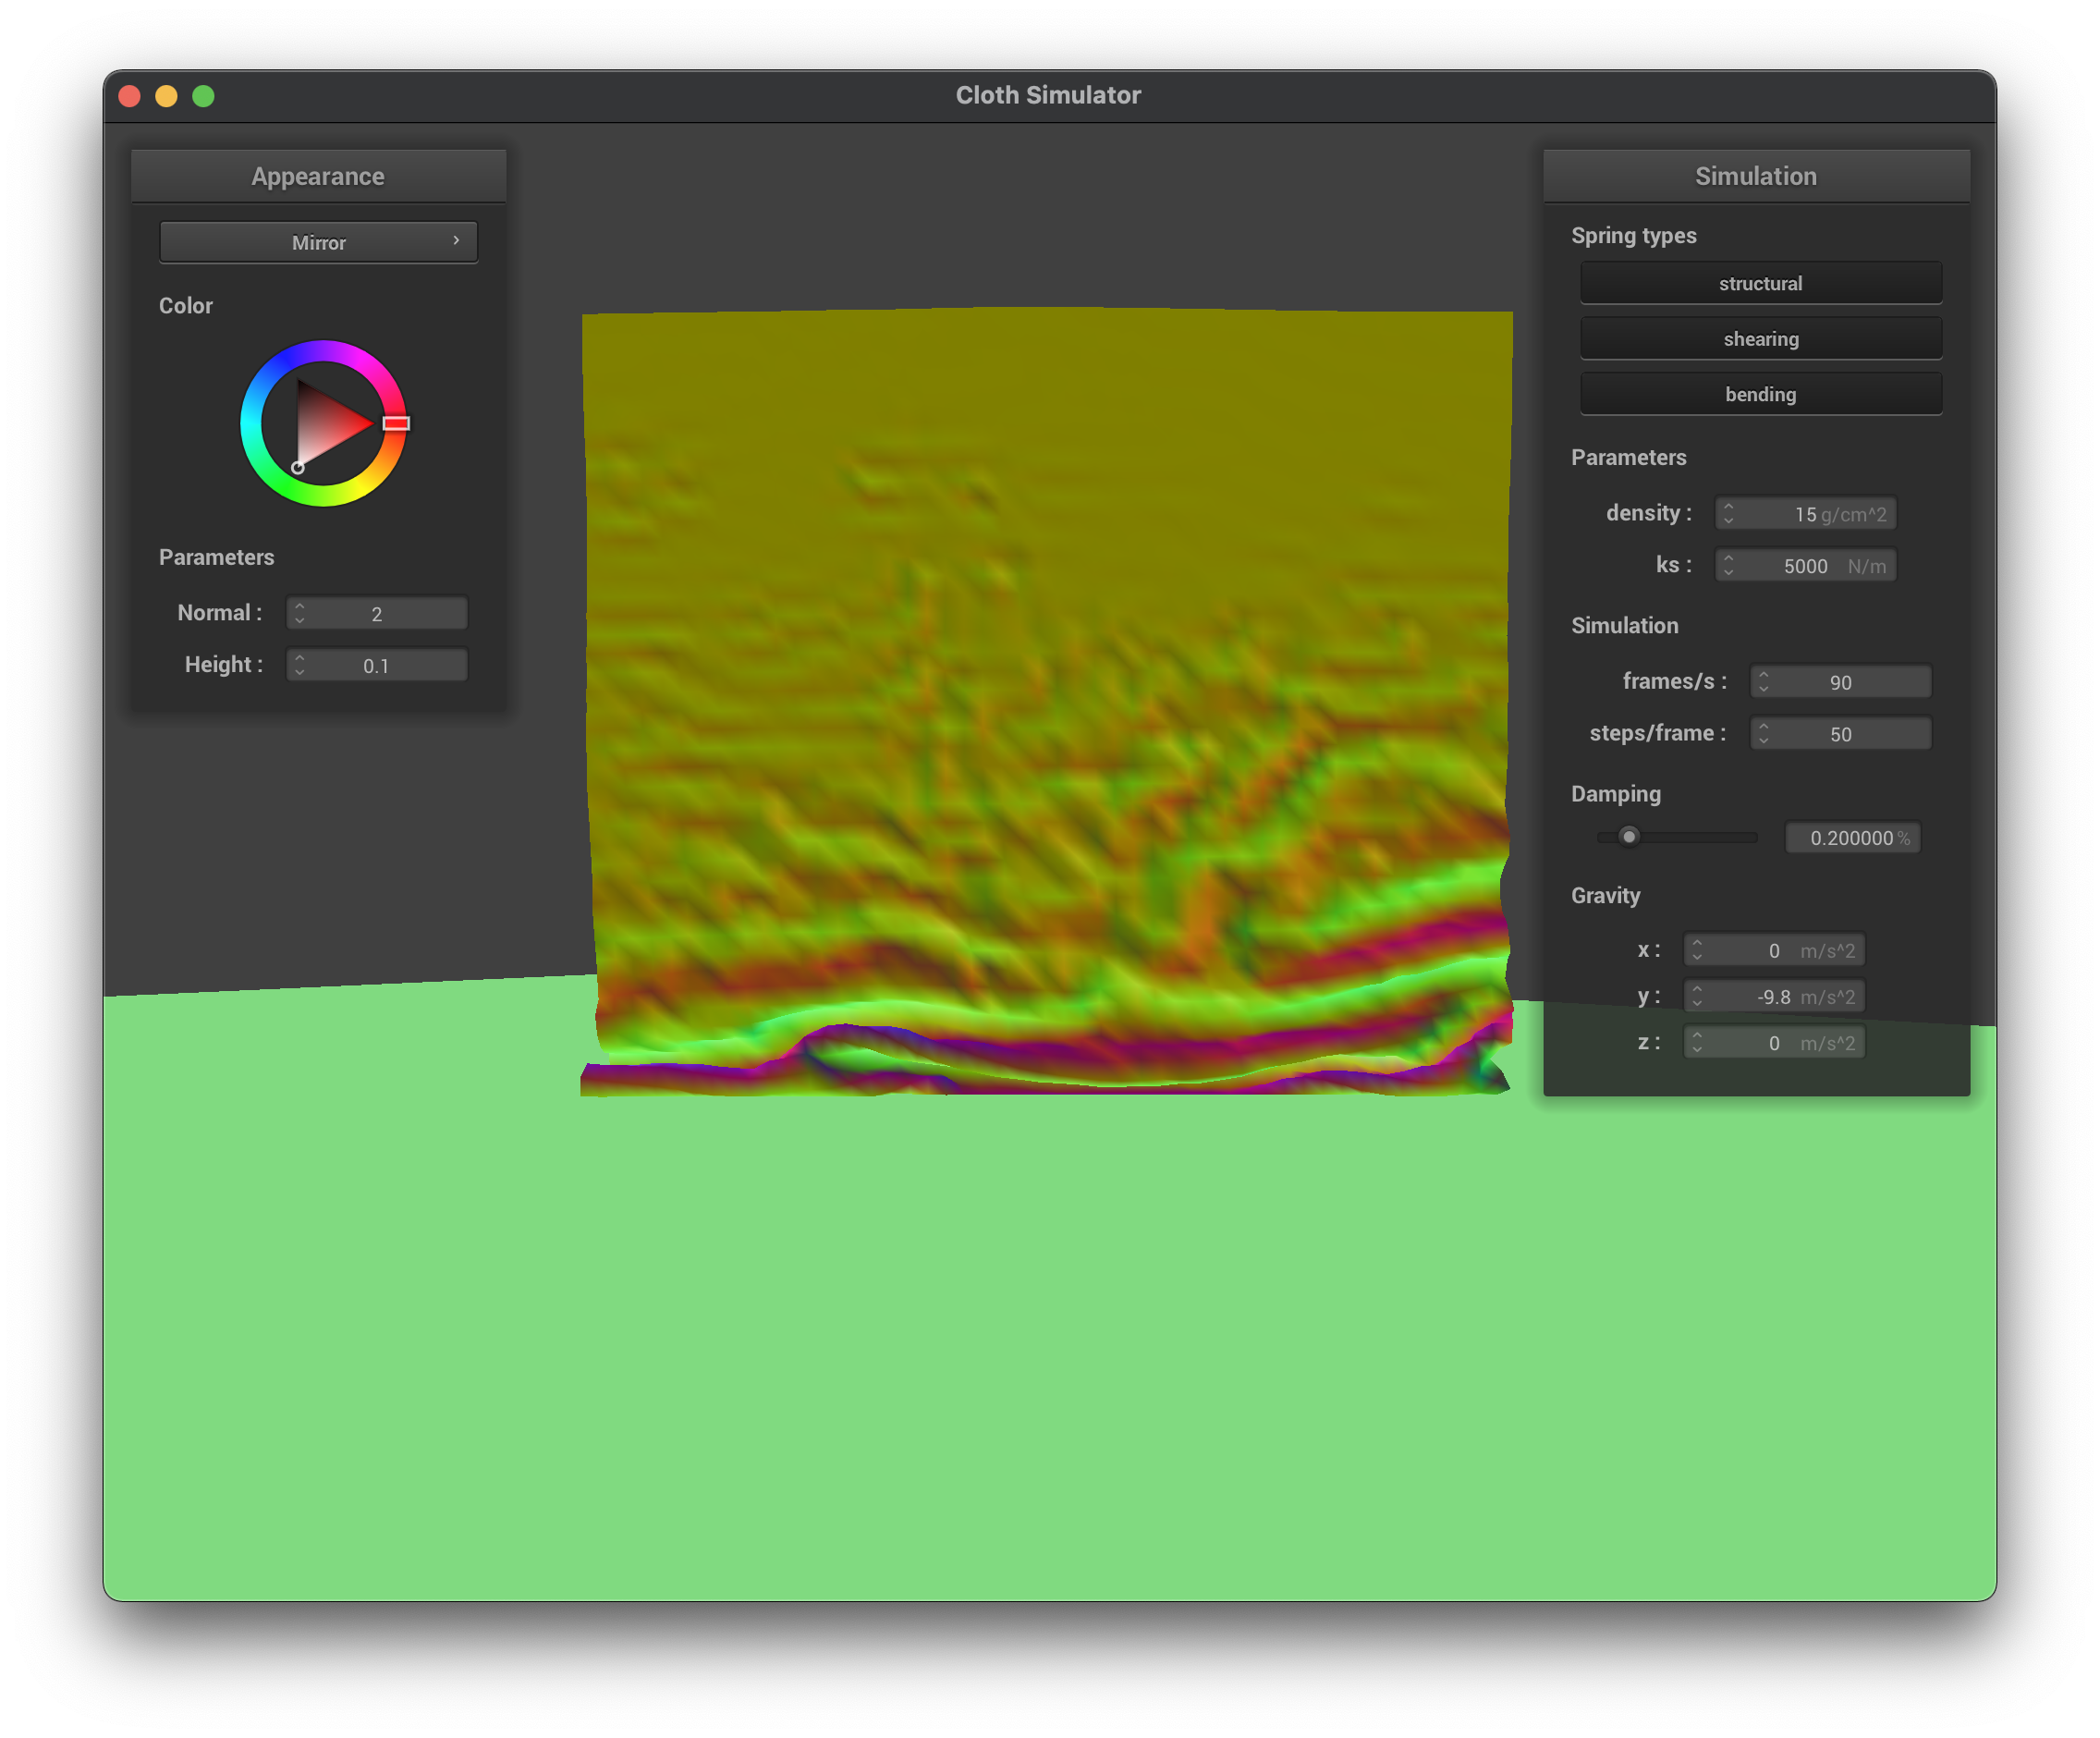 Cloth Simulator
Appearance
Mirror
Color
Parameters
Normal : 2
Height : 0.1
Simulation
Spring types
structural
shearing
bending
Parameters
density : 15 g/cm^2
ks : 5000 N/m
Simulation
frames/s : 90
steps/frame : 50
Damping
0.200000 %
Gravity
x : 0 m/s^2
y : -9.8 m/s^2
z : 0 m/s^2